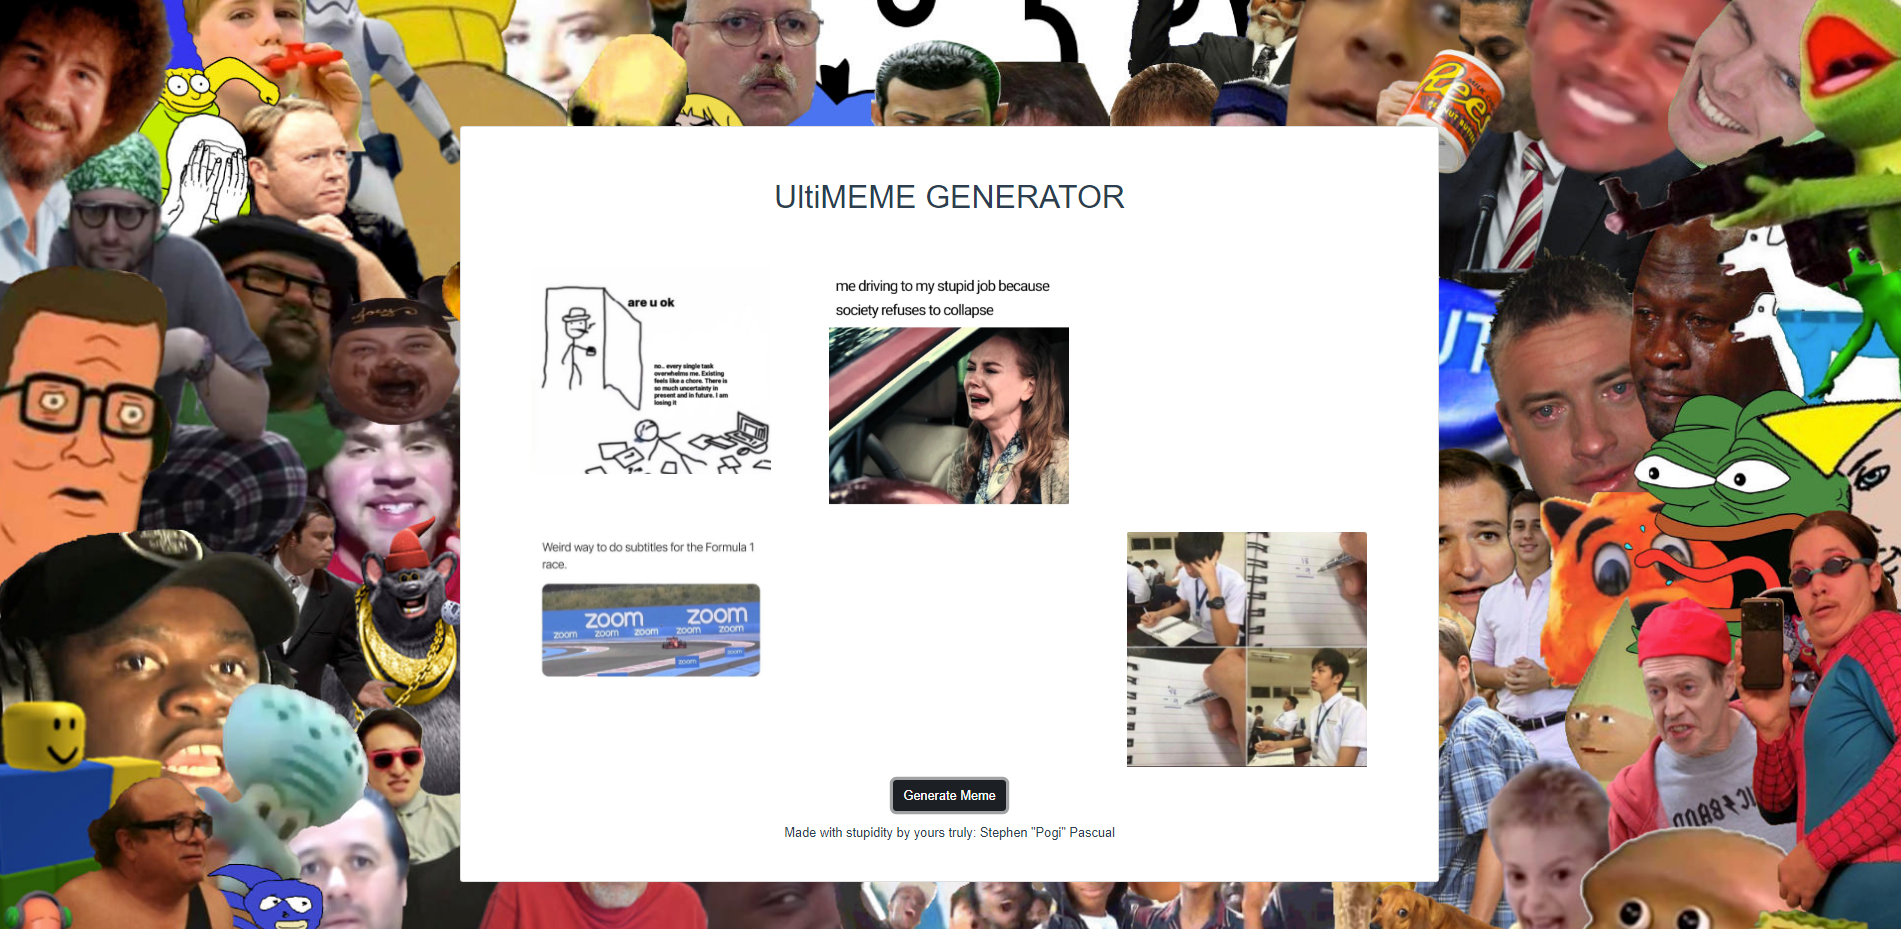 UltiMEME GENERATOR
are u ok
no.. every single task
overwhelms me. Existing
feels like a chore. There is
so much uncertainty in
present and in future. I am
losing it
me driving to my stupid job because
society refuses to collapse
Weird way to do subtitles for the Formula 1
race.
zoom zoom
zoom zoom zoom zoom zoom
zoom
zoom
Generate Meme
Made with stupidity by yours truly: Stephen "Pogi" Pascual